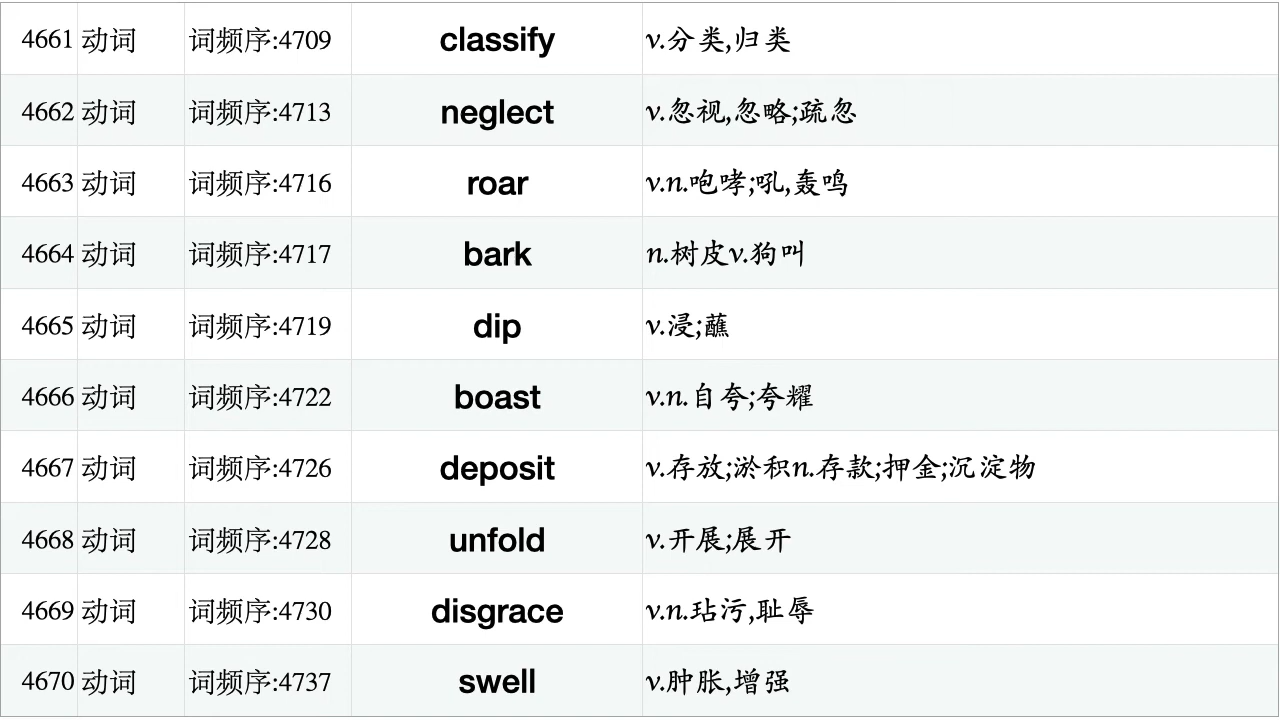 4661 动词 词频序:4709 classify v.分类,归类
4662 动词 词频序:4713 neglect v.忽视,忽略;疏忽
4663 动词 词频序:4716 roar v.n.咆哮;吼,轰鸣
4664 动词 词频序:4717 bark n.树皮v.狗叫
4665 动词 词频序:4719 dip v.浸;蘸
4666 动词 词频序:4722 boast v.n.自夸;夸耀
4667 动词 词频序:4726 deposit v.存放;淤积n.存款;押金;沉淀物
4668 动词 词频序:4728 unfold v.开展;展开
4669 动词 词频序:4730 disgrace v.n.玷污,耻辱
4670 动词 词频序:4737 swell v.肿胀,增强